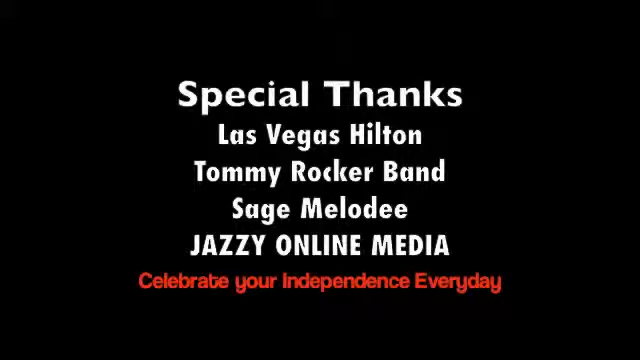 Special Thanks
Las Vegas Hilton
Tommy Rocker Band
Sage Melodee
JAZZY ONLINE MEDIA
Celebrate your Independence Everyday